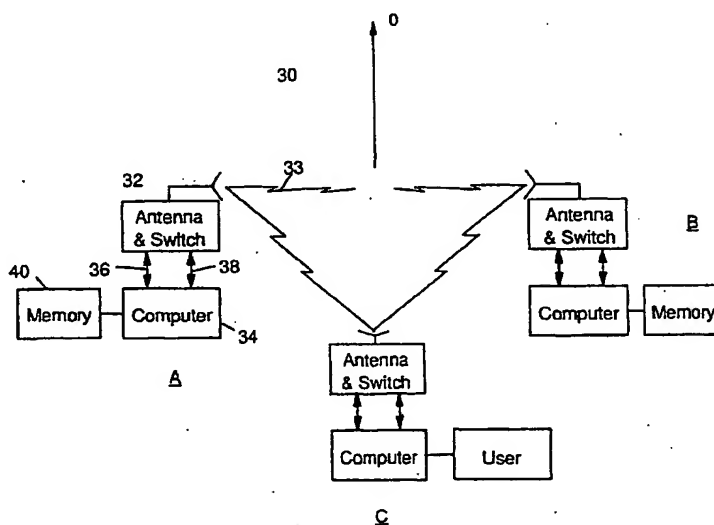 0
30
33
32
Antenna
& Switch
36
38
40
Memory
Computer
34
A
Antenna
& Switch
B
Computer
Memory
Antenna
& Switch
Computer
User
C